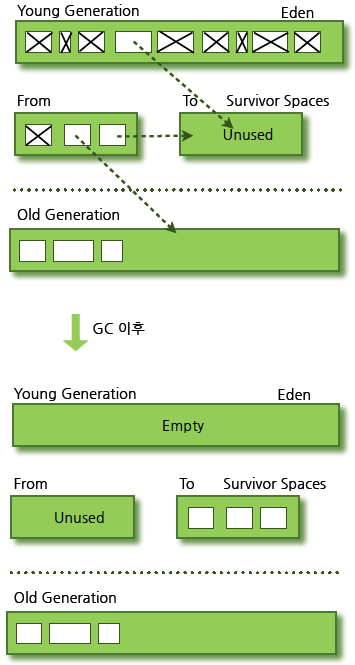 Young Generation Eden
From To Survivor Spaces
Unused
Old Generation
GC 이후
Young Generation Eden
Empty
From To Survivor Spaces
Unused
Old Generation